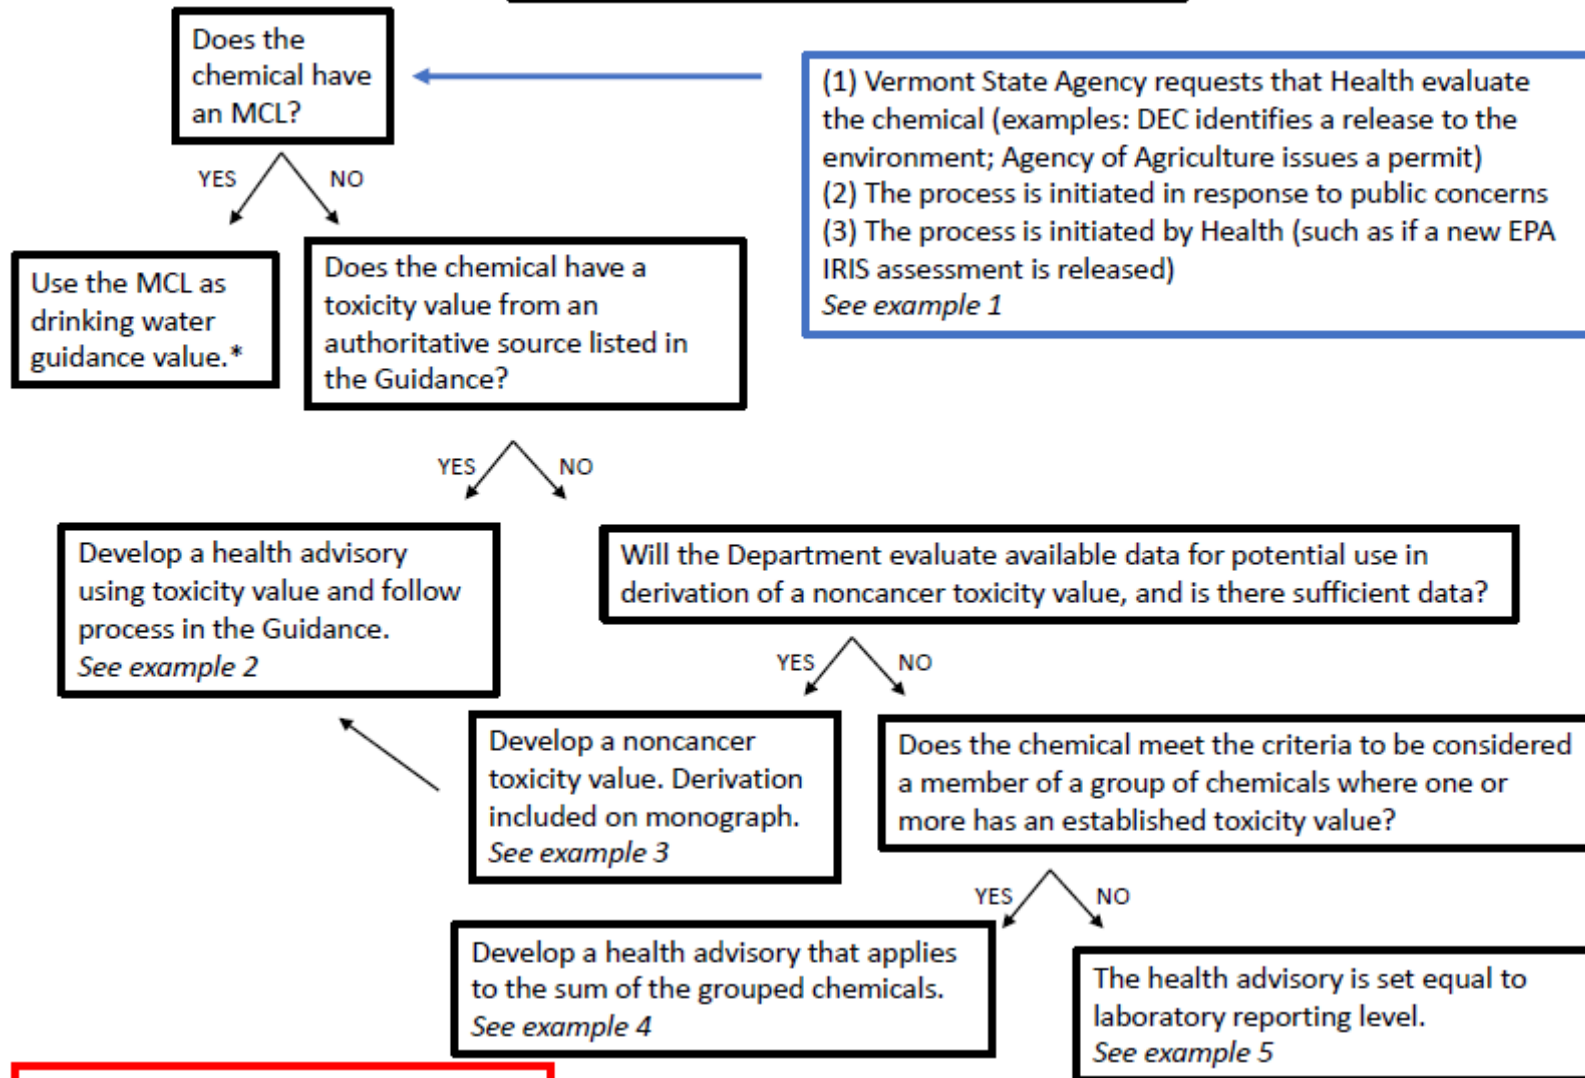 Does the
chemical have
an MCL?
(1) Vermont State Agency requests that Health evaluate
the chemical (examples: DEC identifies a release to the
environment; Agency of Agriculture issues a permit)
(2) The process is initiated in response to public concerns
(3) The process is initiated by Health (such as if a new EPA
IRIS assessment is released)
See example 1
YES
NO
Use the MCL as
drinking water
guidance value.*
Does the chemical have a
toxicity value from an
authoritative source listed in
the Guidance?
YES
NO
Develop a health advisory
using toxicity value and follow
process in the Guidance.
See example 2
Will the Department evaluate available data for potential use in
derivation of a noncancer toxicity value, and is there sufficient data?
YES
NO
Develop a noncancer
toxicity value. Derivation
included on monograph.
See example 3
Does the chemical meet the criteria to be considered
a member of a group of chemicals where one or
more has an established toxicity value?
YES
NO
Develop a health advisory that applies
to the sum of the grouped chemicals.
See example 4
The health advisory is set equal to
laboratory reporting level.
See example 5